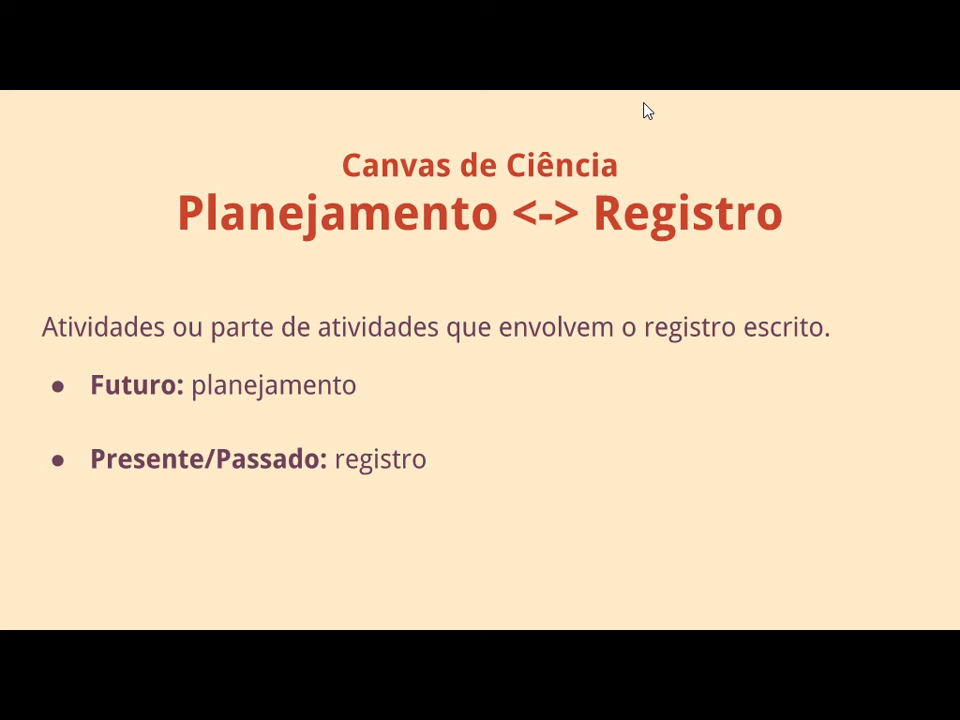 Canvas de Ciência
Planejamento <-> Registro
Atividades ou parte de atividades que envolvem o registro escrito.
● Futuro: planejamento
● Presente/Passado: registro